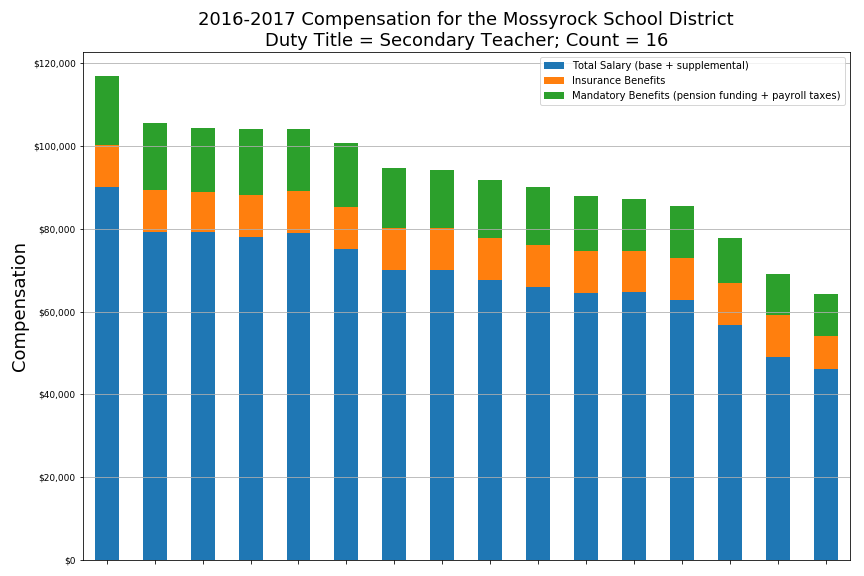 2016-2017 Compensation for the Mossyrock School District
Duty Title = Secondary Teacher; Count = 16
Total Salary (base + supplemental)
Insurance Benefits
Mandatory Benefits (pension funding + payroll taxes)
Compensation
$120,000
$100,000
$80,000
$60,000
$40,000
$20,000
$0